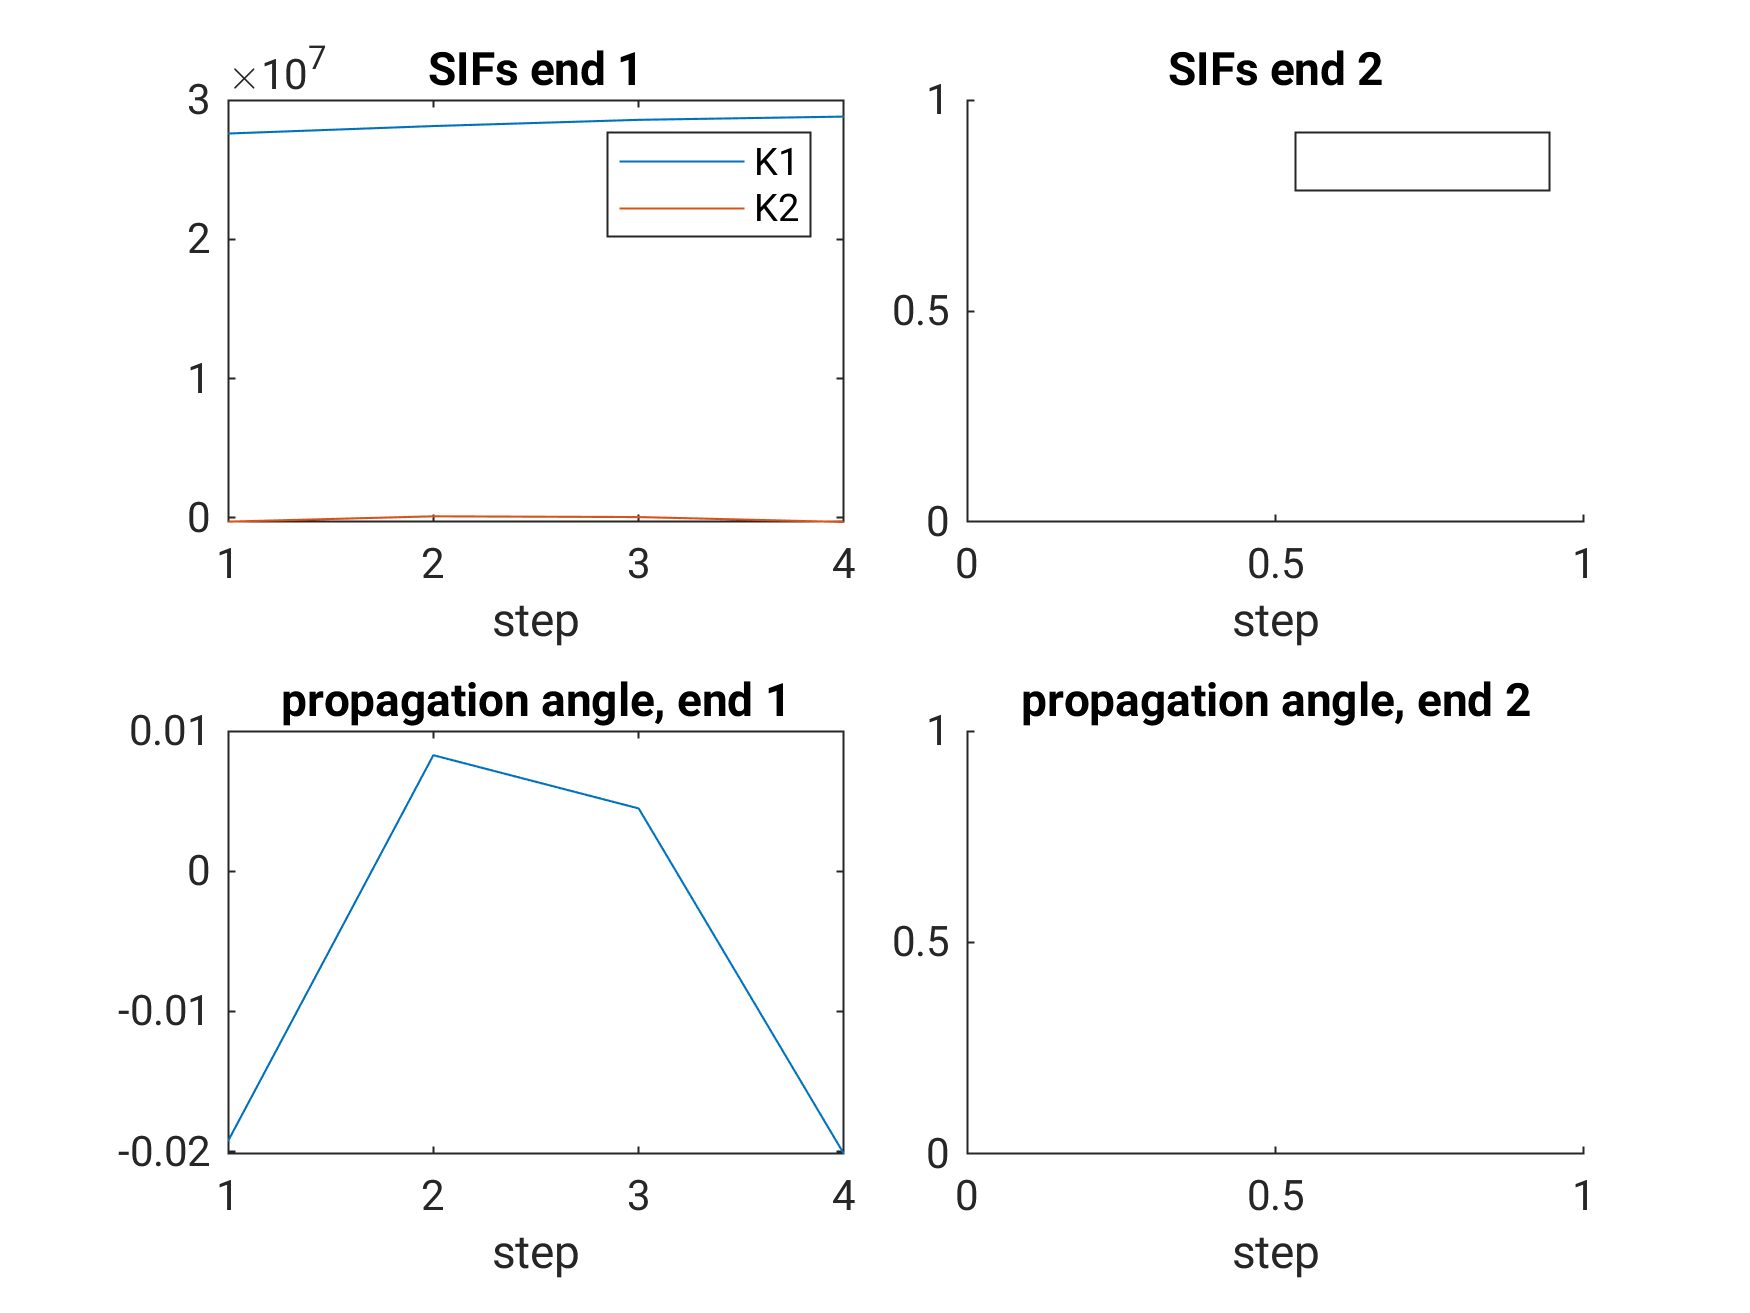 SIFs end 1
×10^7
3
2
1
0
K1
K2
1 2 3 4
step
SIFs end 2
1
0.5
0
0 0.5 1
step
propagation angle, end 1
0.01
0
-0.01
-0.02
1 2 3 4
step
propagation angle, end 2
1
0.5
0
0 0.5 1
step